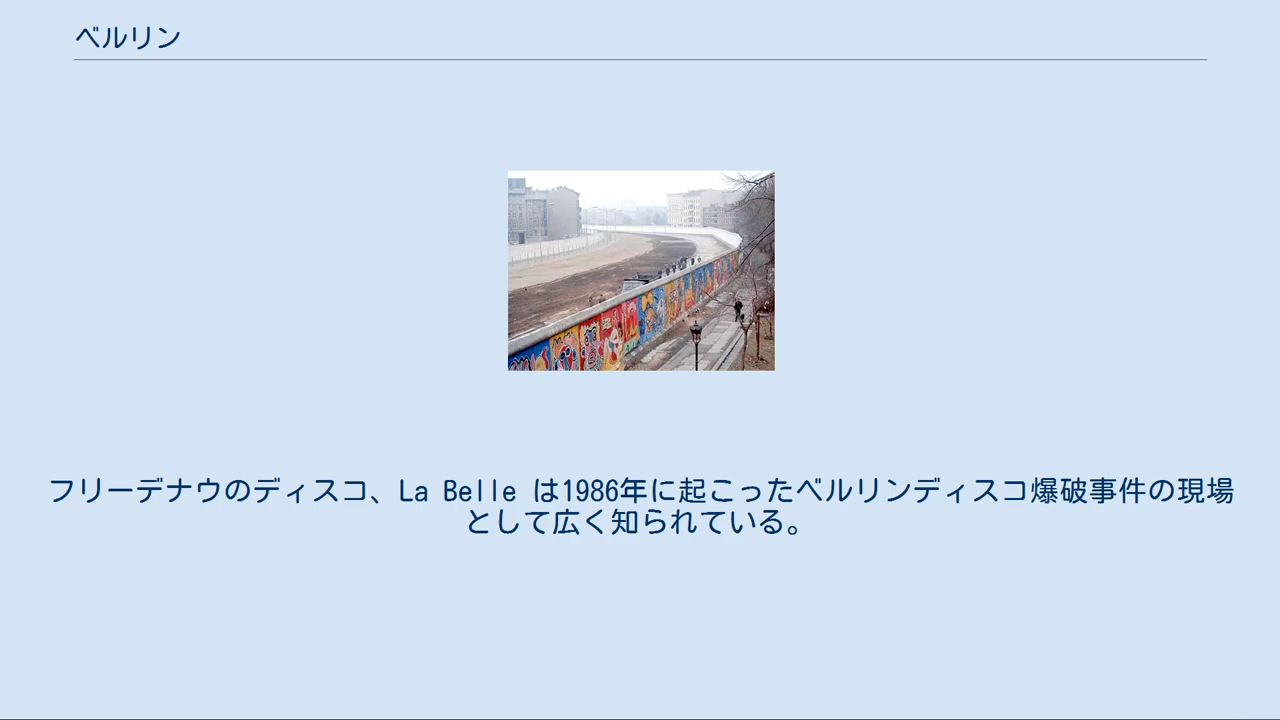 ベルリン
フリーデナウのディスコ、La Belle は1986年に起こったベルリンディスコ爆破事件の現場
として広く知られている。